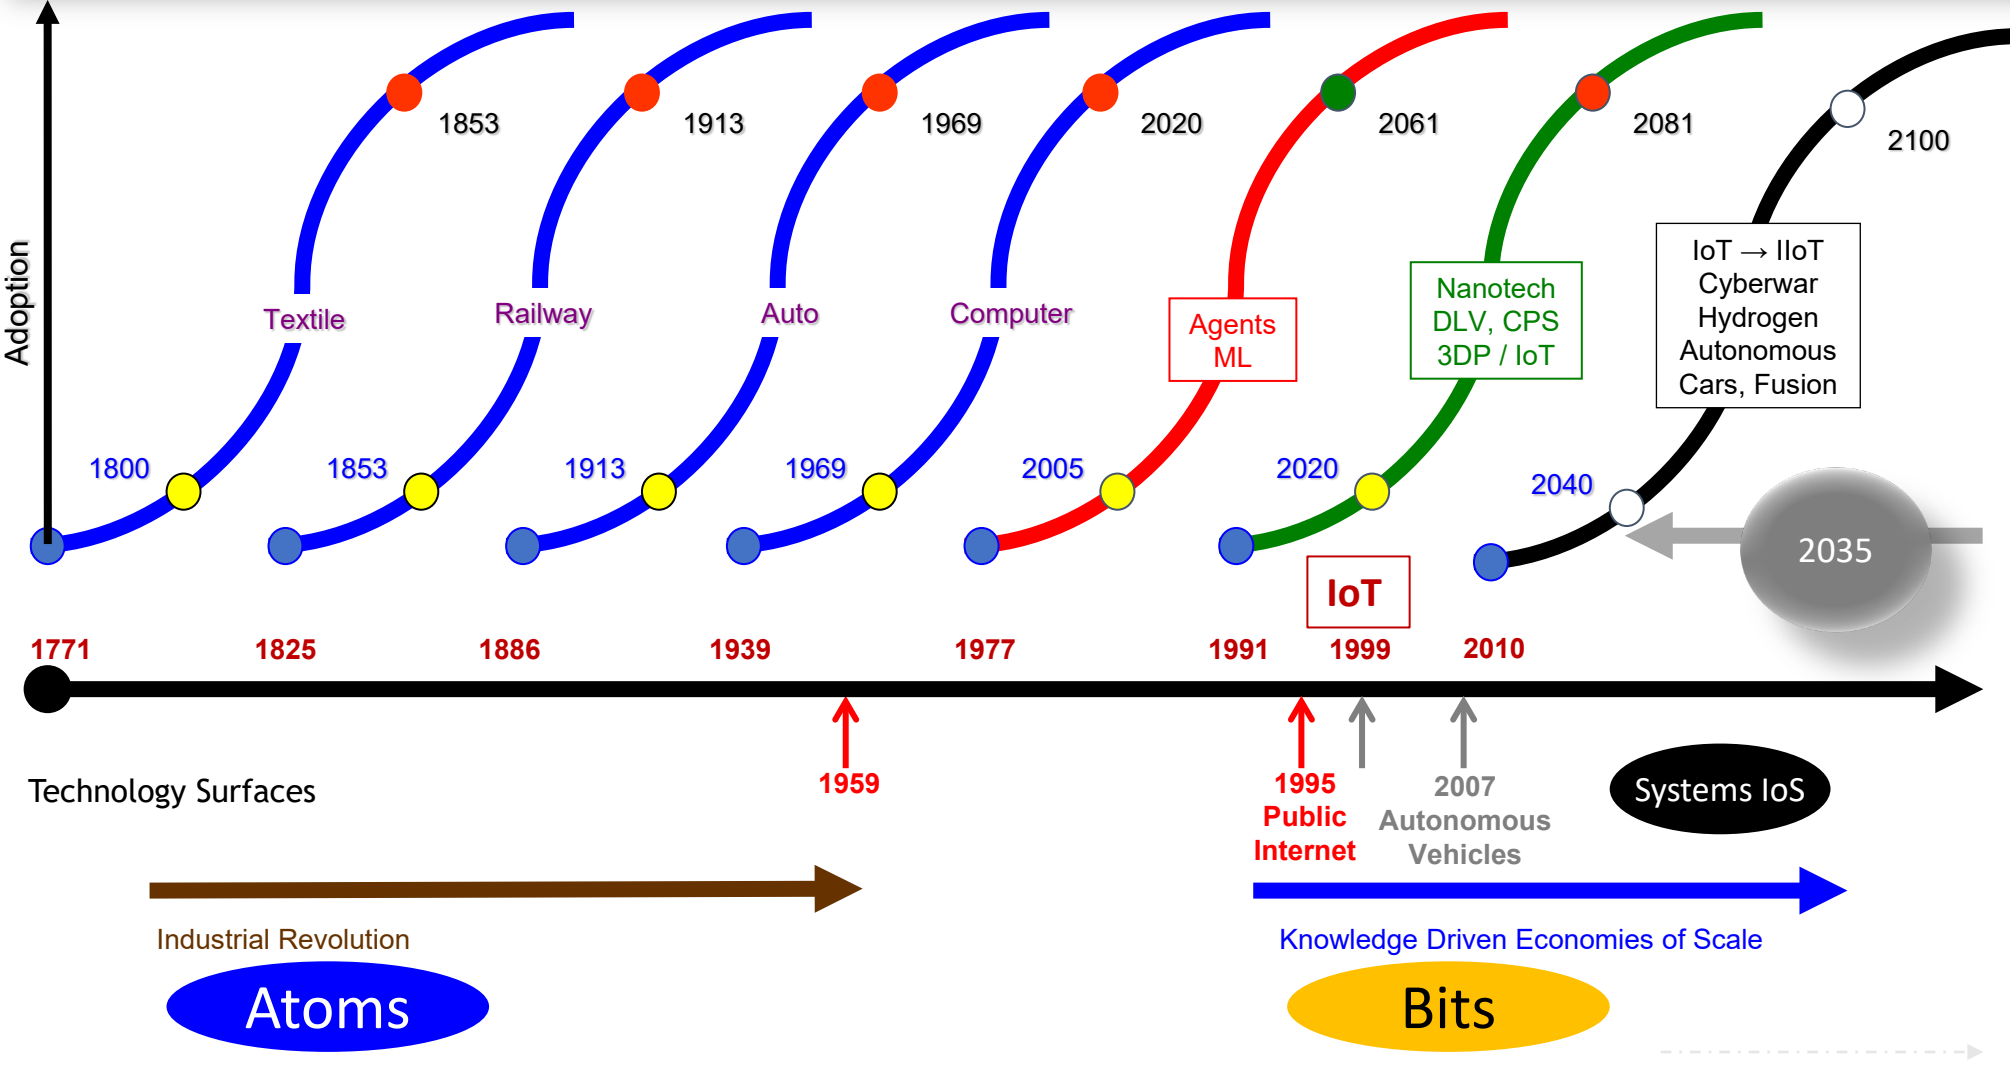 1853
1913
1969
2020
2061
2081
2100
Adoption
Textile
Railway
Auto
Computer
Agents
ML
Nanotech
DLV, CPS
3DP / IoT
IoT → IIoT
Cyberwar
Hydrogen
Autonomous
Cars, Fusion
1800
1853
1913
1969
2005
2020
2040
2035
IoT
1771
1825
1886
1939
1977
1991
1999
2010
Technology Surfaces
1959
1995
Public
Internet
2007
Autonomous
Vehicles
Systems IoS
Industrial Revolution
Knowledge Driven Economies of Scale
Atoms
Bits